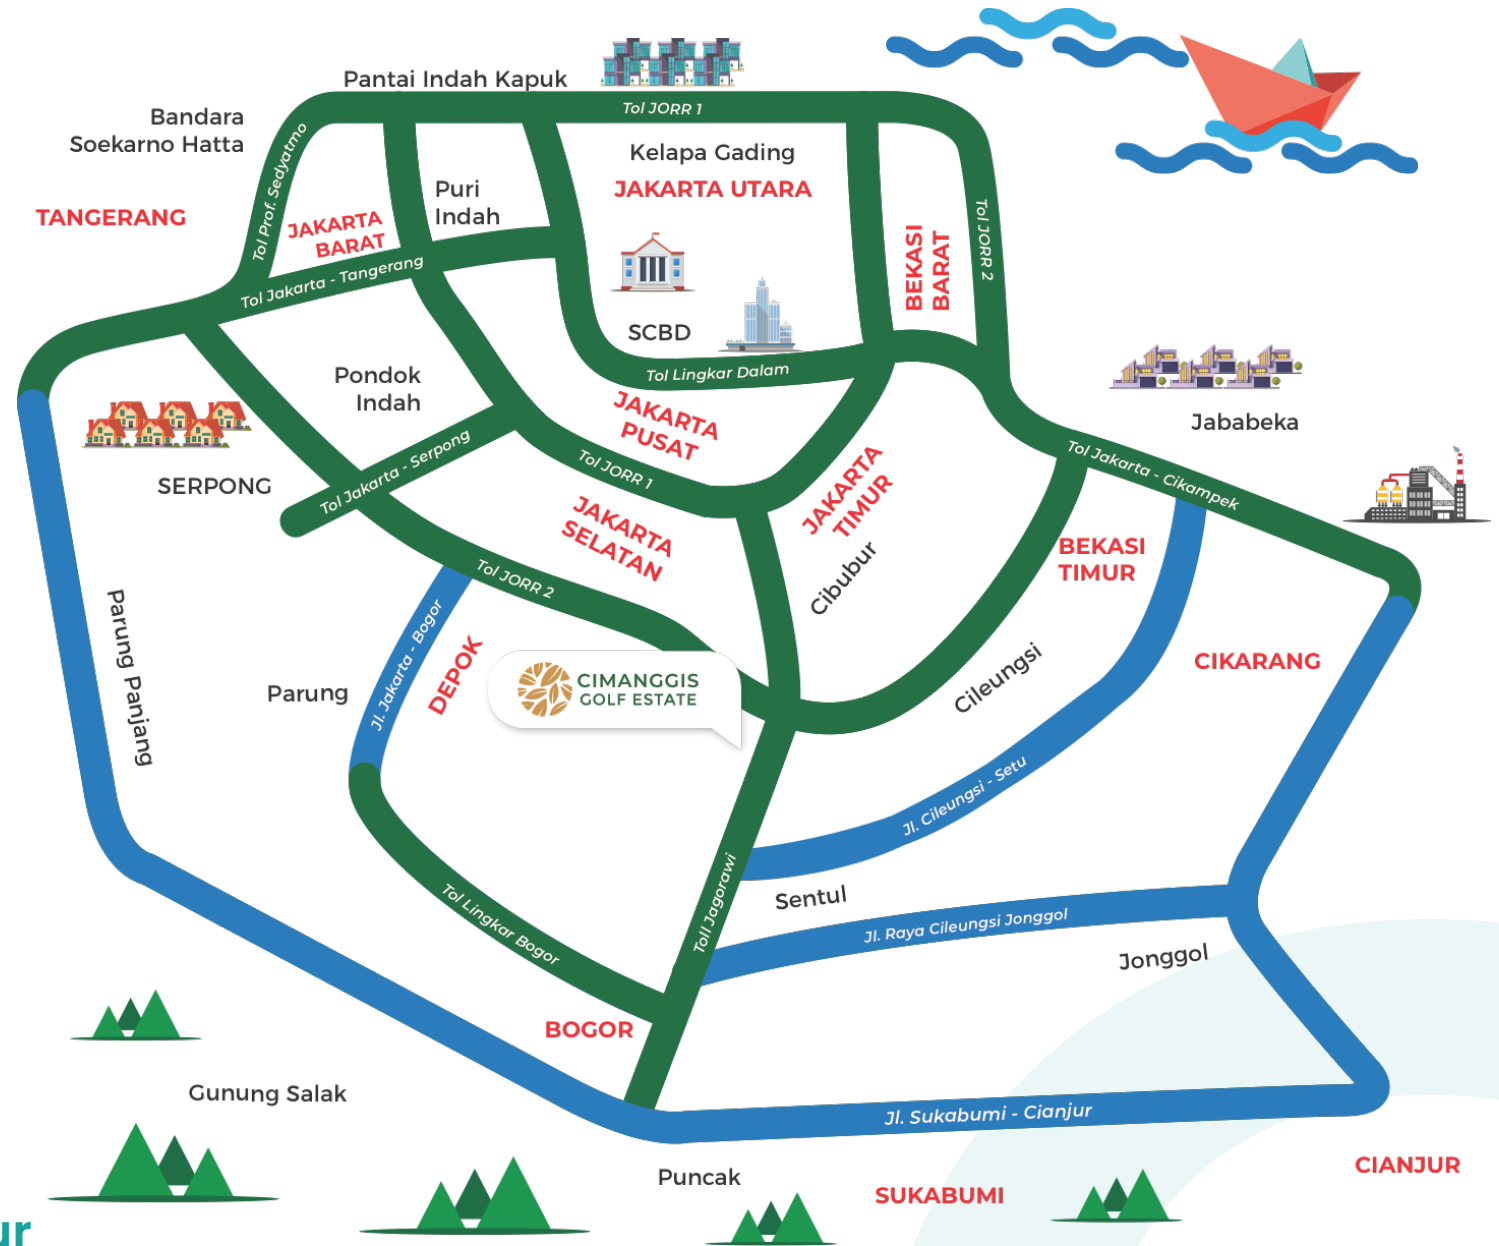 Pantai Indah Kapuk
Tol JORR 1
Bandara
Soekarno Hatta
Tol Prof. Sedyatmo
Kelapa Gading
JAKARTA UTARA
TANGERANG
JAKARTA
BARAT
Puri
Indah
BEKASI
BARAT
Tol JORR 2
Tol Jakarta - Tangerang
SCBD
Pondok
Indah
Tol Lingkar Dalam
JAKARTA
PUSAT
Jababeka
SERPONG
Tol Jakarta - Serpong
Tol JORR 1
JAKARTA
TIMUR
Tol Jakarta - Cikampek
JAKARTA
SELATAN
Cibubur
BEKASI
TIMUR
Tol JORR 2
Parung Panjang
Parung
Jl. Jakarta - Bogor
DEPOK
CIMANGGIS
GOLF ESTATE
Cileungsi
CIKARANG
Jl. Cileungsi - Setu
Toll Jagorawi
Sentul
Tol Lingkar Bogor
Jl. Raya Cileungsi Jonggol
Jonggol
BOGOR
Gunung Salak
Jl. Sukabumi - Cianjur
Puncak
SUKABUMI
CIANJUR
ur